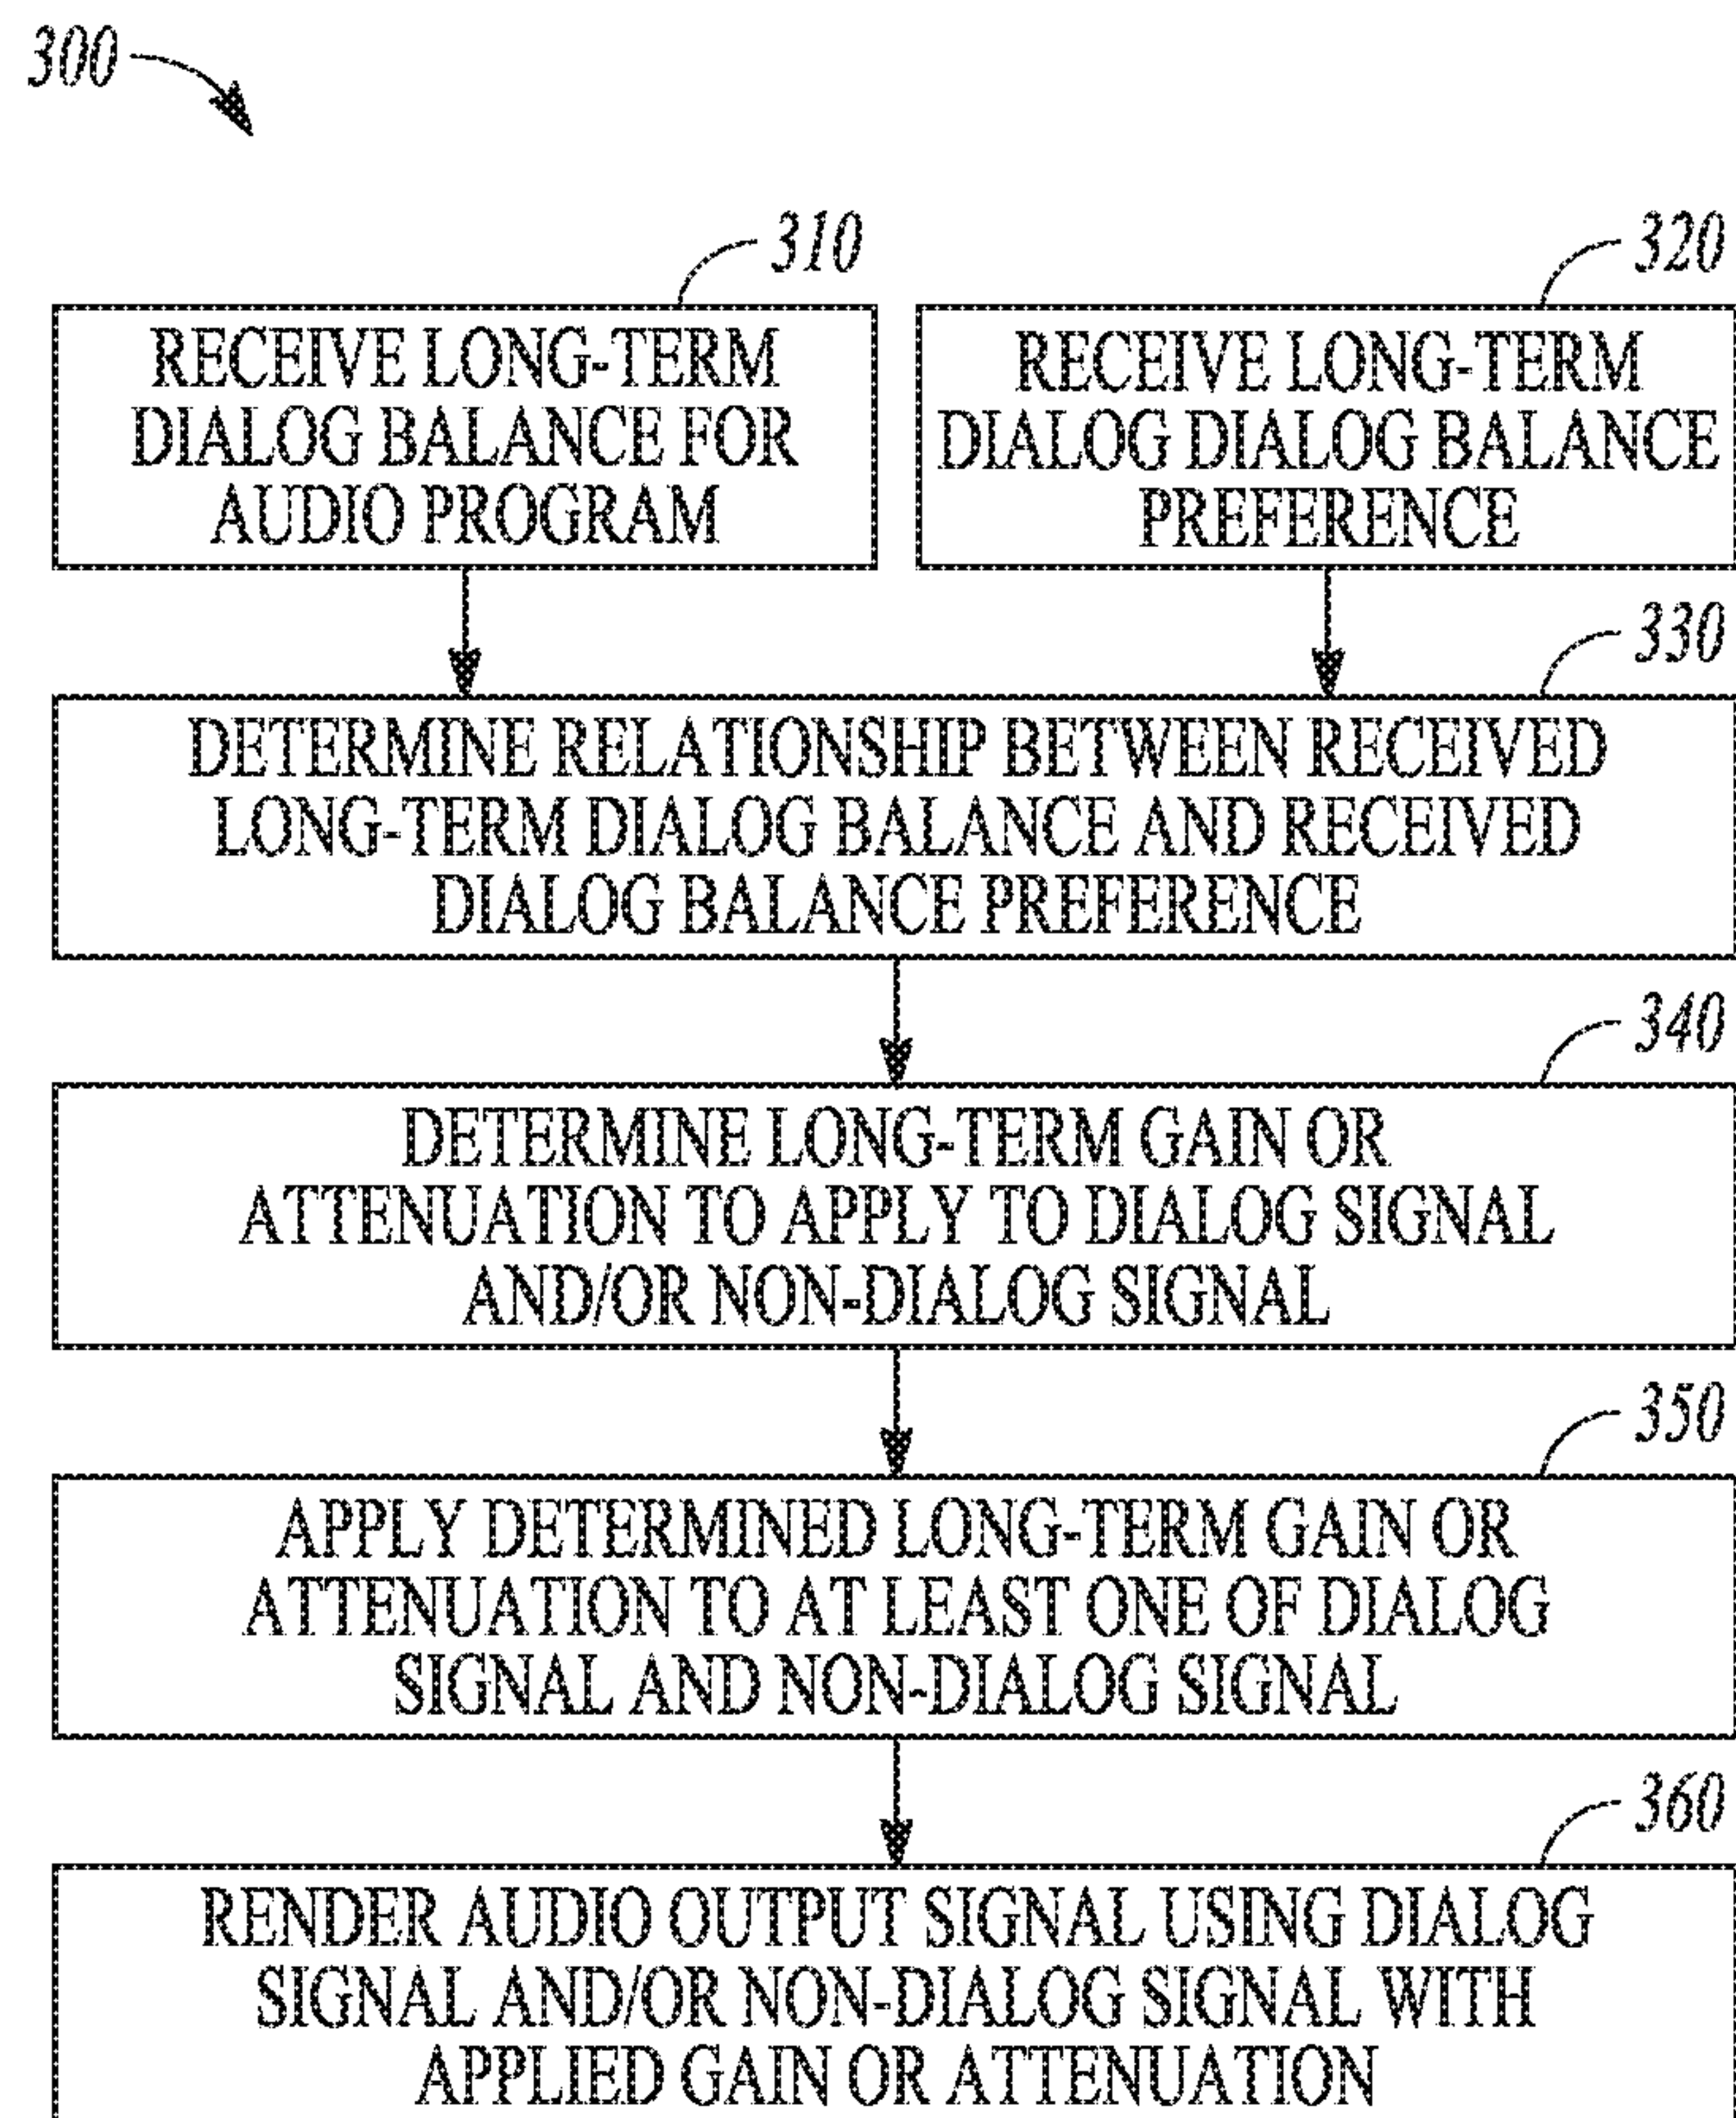 300
310
RECEIVE LONG-TERM
DIALOG BALANCE FOR
AUDIO PROGRAM
320
RECEIVE LONG-TERM
DIALOG DIALOG BALANCE
PREFERENCE
330
DETERMINE RELATIONSHIP BETWEEN RECEIVED
LONG-TERM DIALOG BALANCE AND RECEIVED
DIALOG BALANCE PREFERENCE
340
DETERMINE LONG-TERM GAIN OR
ATTENUATION TO APPLY TO DIALOG SIGNAL
AND/OR NON-DIALOG SIGNAL
350
APPLY DETERMINED LONG-TERM GAIN OR
ATTENUATION TO AT LEAST ONE OF DIALOG
SIGNAL AND NON-DIALOG SIGNAL
360
RENDER AUDIO OUTPUT SIGNAL USING DIALOG
SIGNAL AND/OR NON-DIALOG SIGNAL WITH
APPLIED GAIN OR ATTENUATION